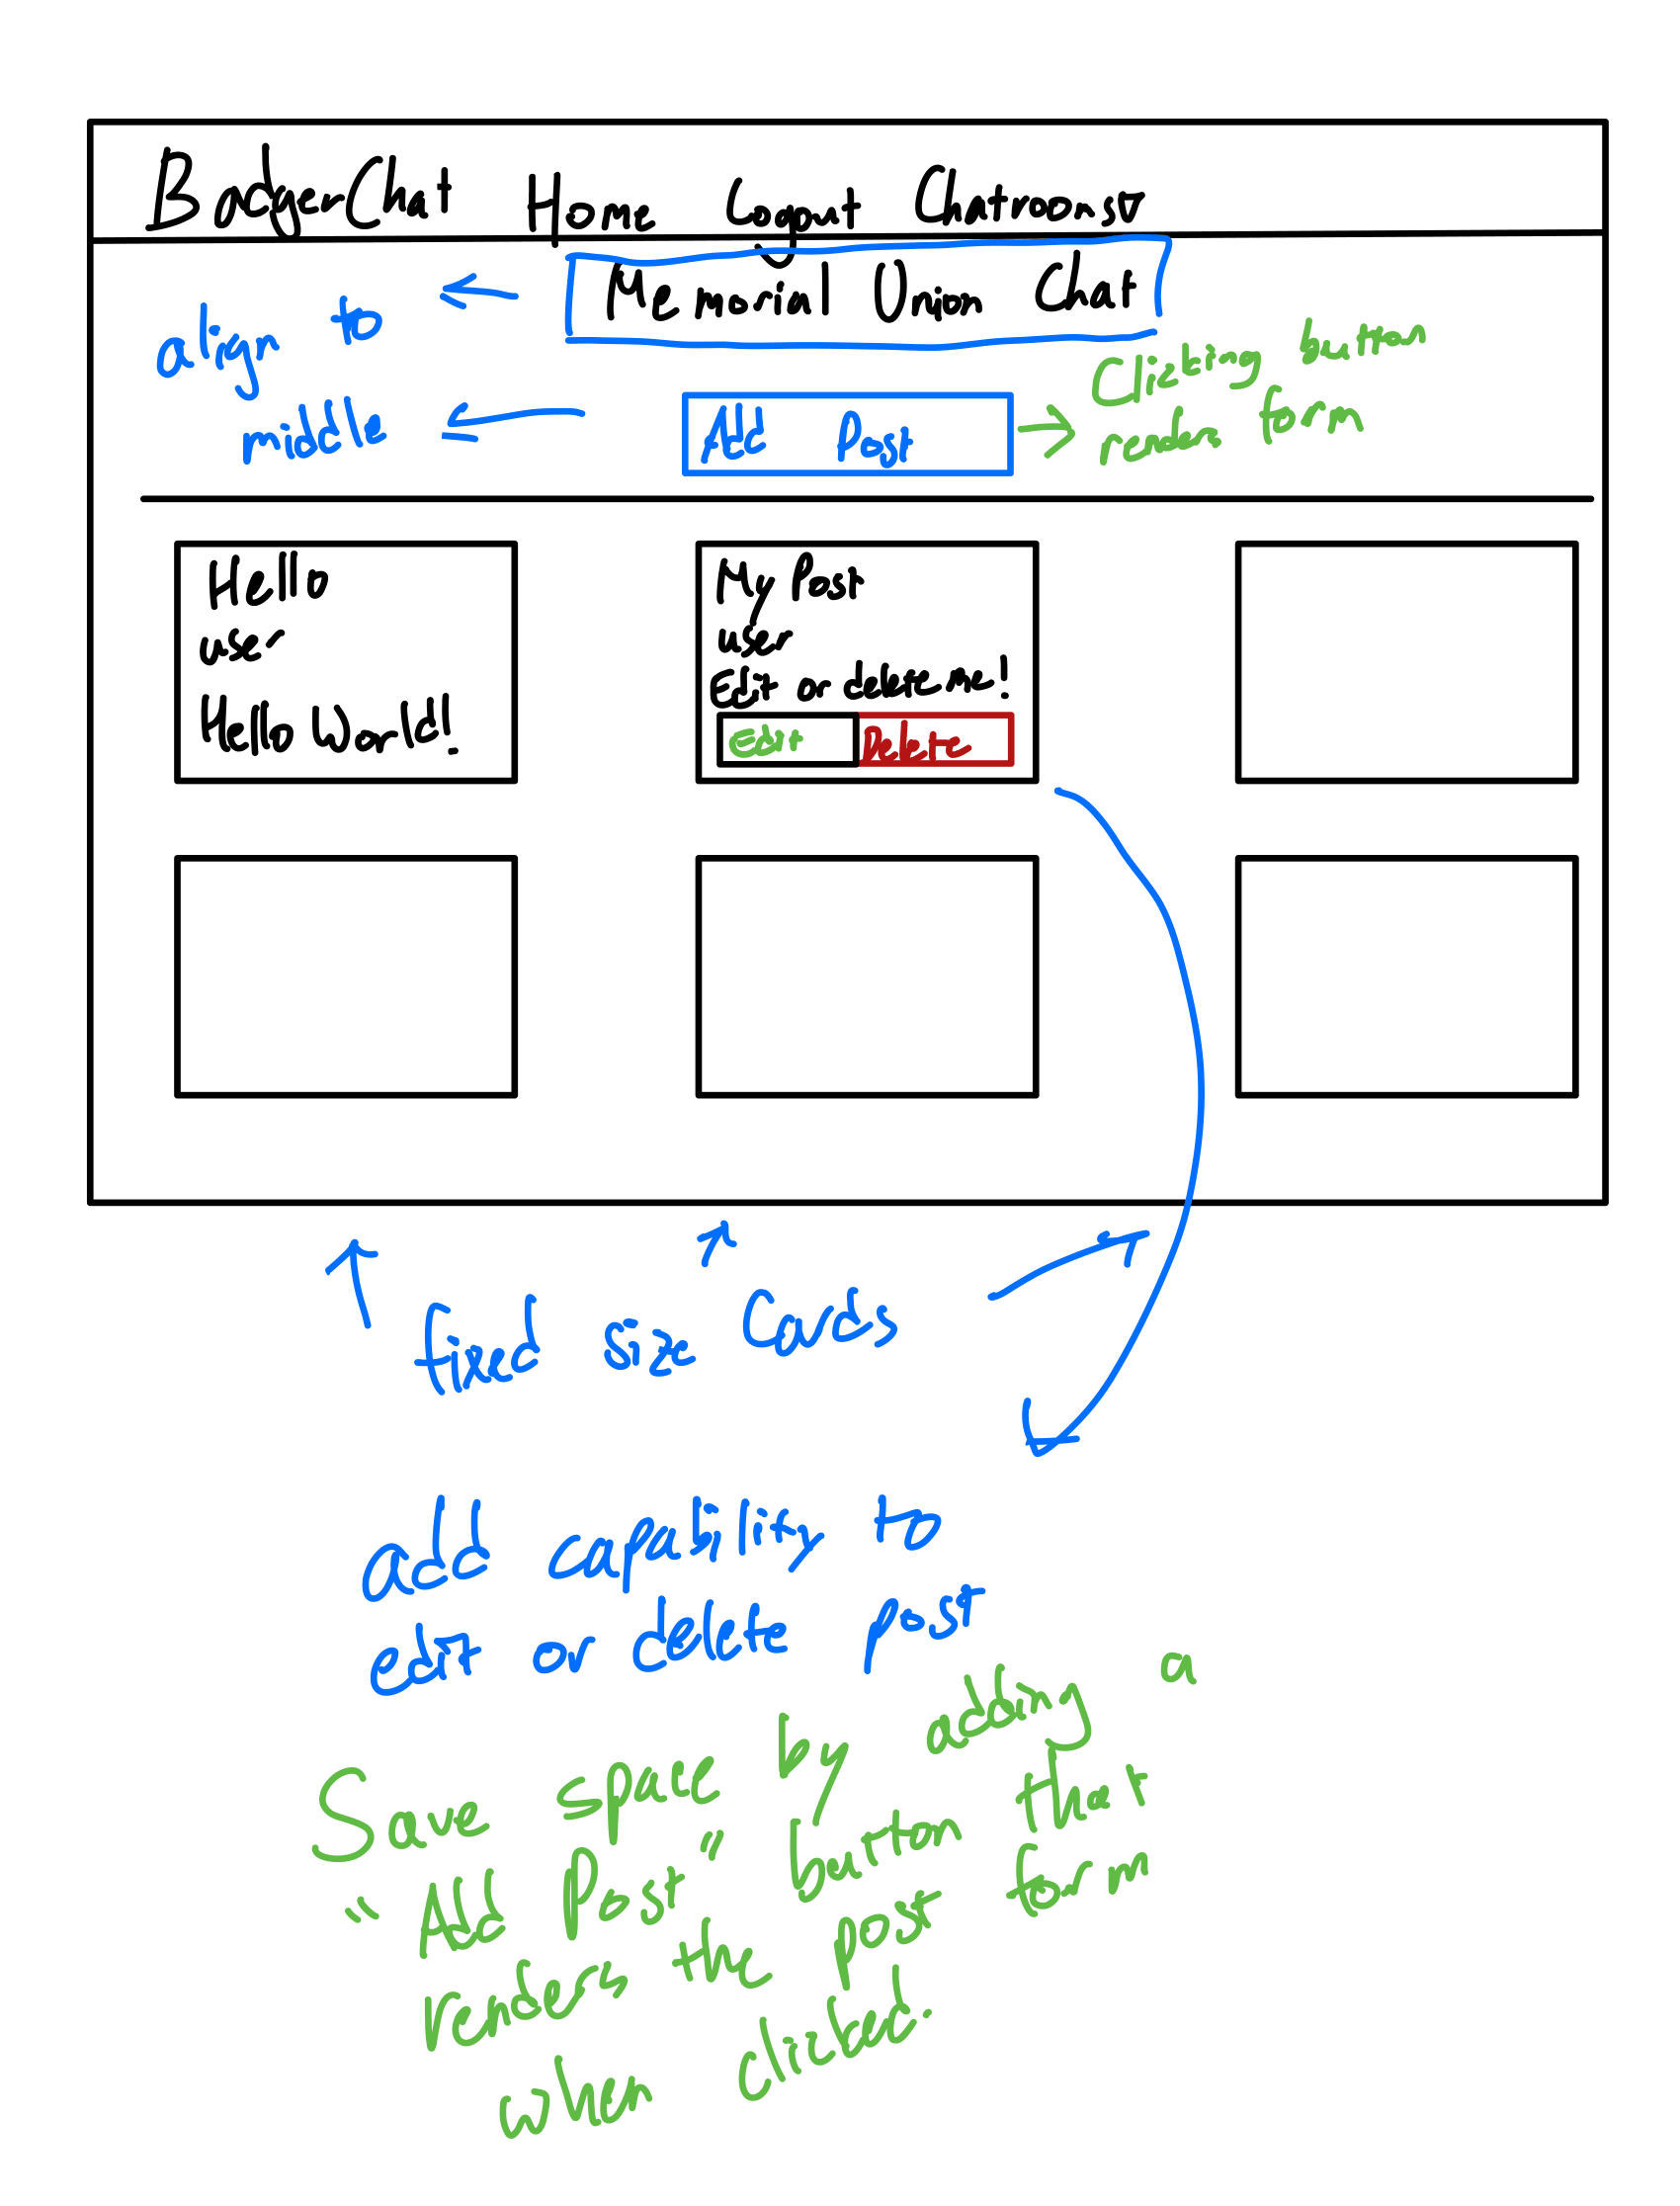 BadgerChat Home Logout Chatrooms
Memorial Union Chat
align to
middle
Add Post
Clicking button
render form
Hello
user
Hello World!
My Post
user
Edit or delete me!
Edit Delete
fixed size Cards
add capability to
edit or delete post
Save space by adding a
"Add Post" button that
renders the post form
when clicked.